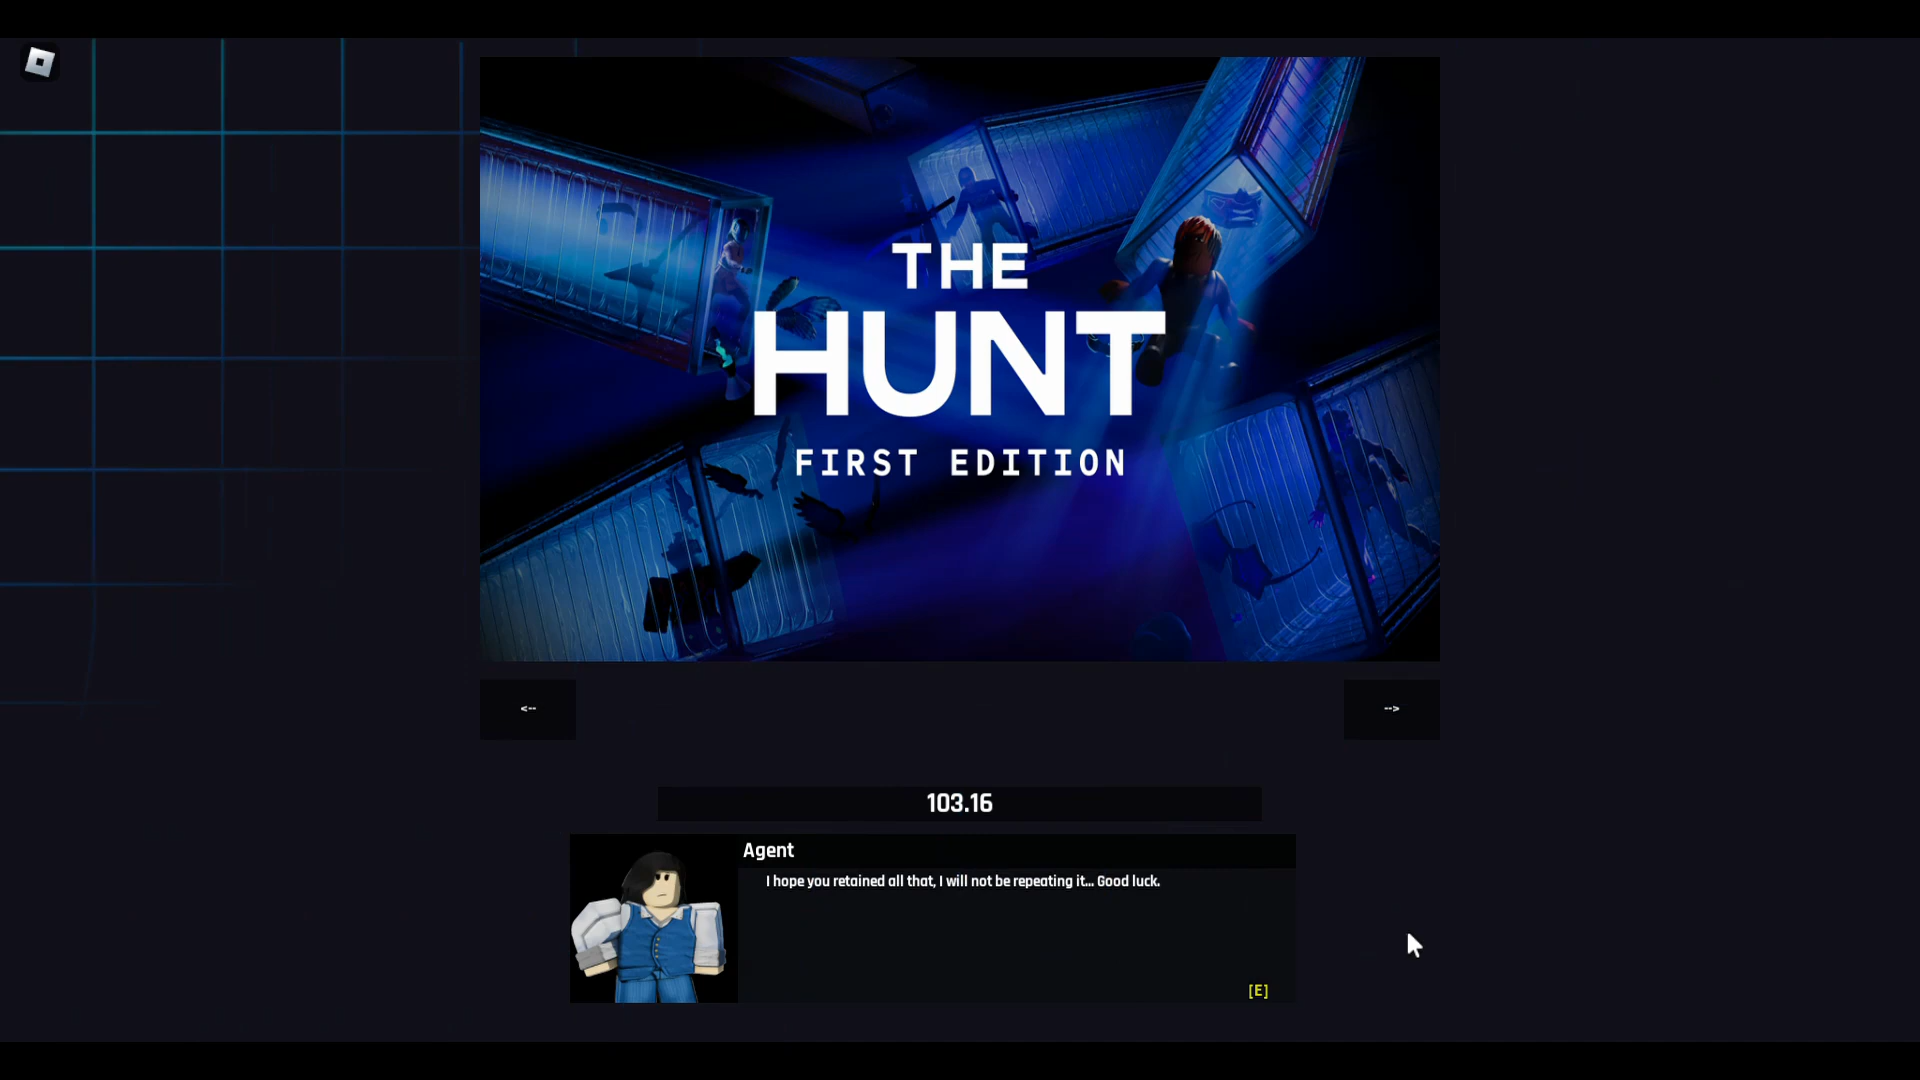 THE
HUNT
FIRST EDITION
<-- -->
103.16
Agent
I hope you retained all that, I will not be repeating it... Good luck.
[E]